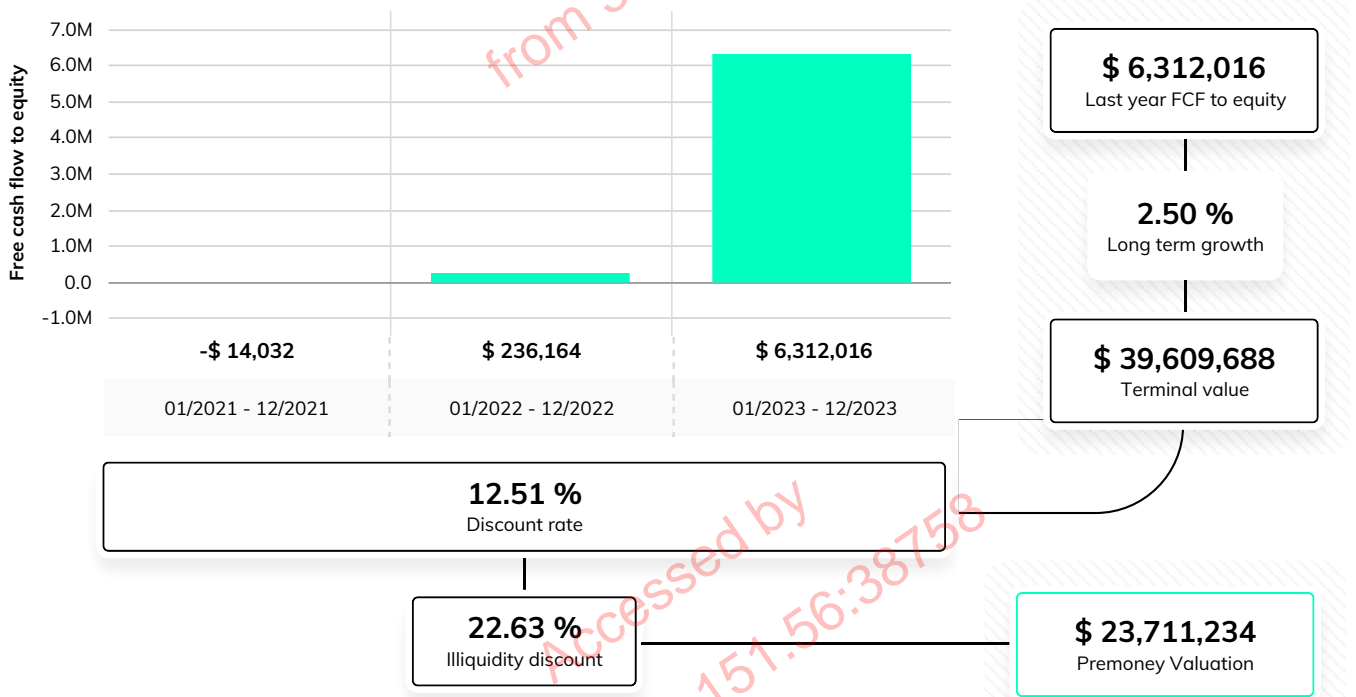 Free cash flow to equity
7.0M
6.0M
5.0M
4.0M
3.0M
2.0M
1.0M
0.0
-1.0M
-$ 14,032
$ 236,164
$ 6,312,016
01/2021 - 12/2021
01/2022 - 12/2022
01/2023 - 12/2023
$ 6,312,016
Last year FCF to equity
2.50 %
Long term growth
$ 39,609,688
Terminal value
12.51 %
Discount rate
22.63 %
Illiquidity discount
$ 23,711,234
Premoney Valuation
from
Accessed by
151.56:38758